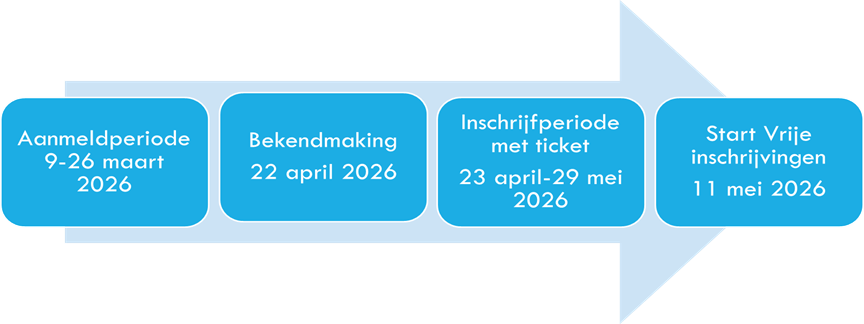 Aanmeldperiode
9-26 maart
2026
Bekendmaking
22 april 2026
Inschrijfperiode
met ticket
23 april-29 mei
2026
Start Vrije
inschrijvingen
11 mei 2026